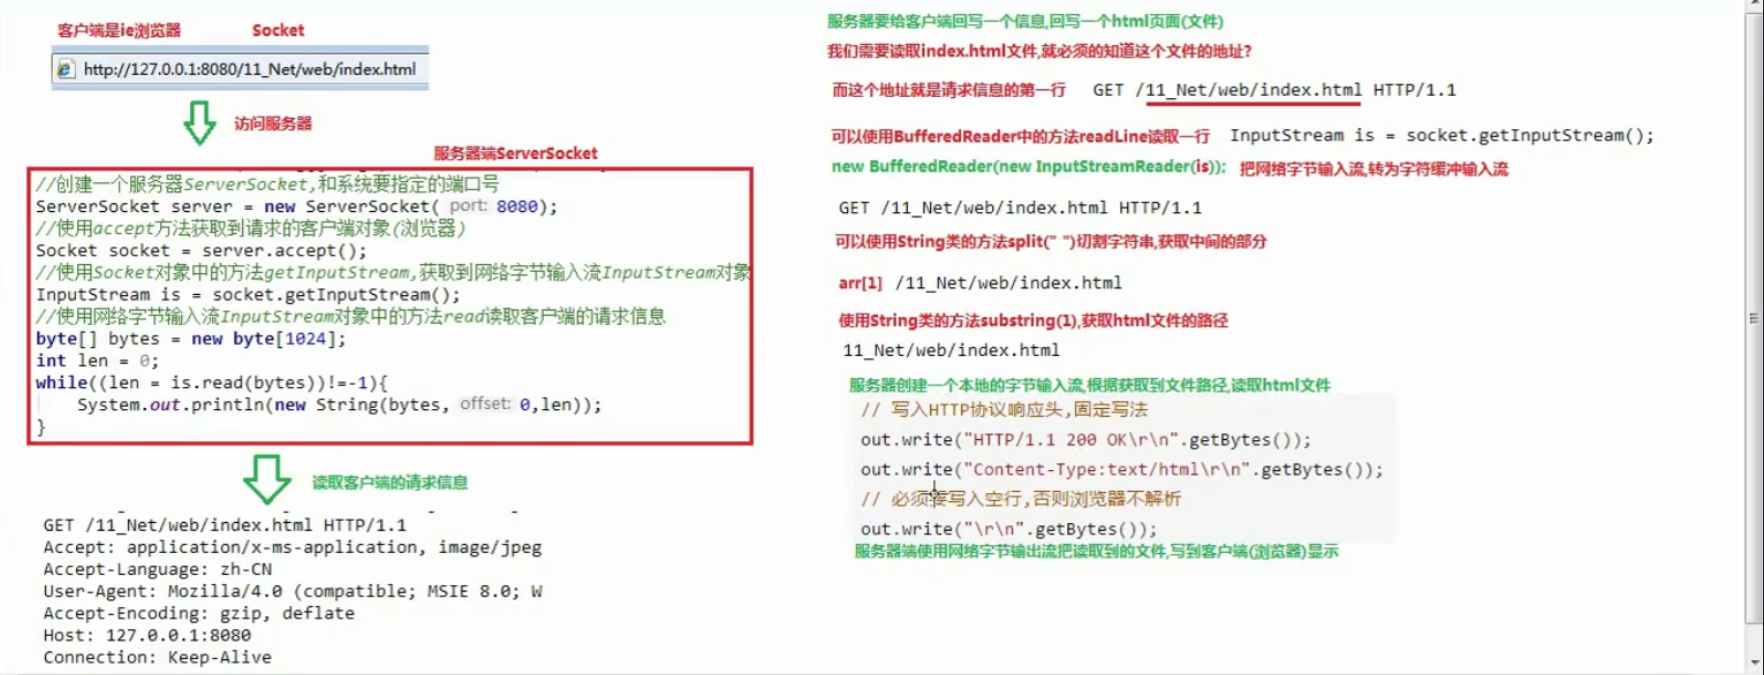 客户端是ie浏览器 Socket
http://127.0.0.1:8080/11_Net/web/index.html
访问服务器
服务器端ServerSocket
//创建一个服务器ServerSocket,和系统要指定的端口号
ServerSocket server = new ServerSocket( port: 8080);
//使用accept方法获取到请求的客户端对象(浏览器)
Socket socket = server.accept();
//使用Socket对象中的方法getInputStream,获取到网络字节输入流InputStream对象
InputStream is = socket.getInputStream();
//使用网络字节输入流InputStream对象中的方法read读取客户端的请求信息
byte[] bytes = new byte[1024];
int len = 0;
while((len = is.read(bytes))!=-1){
System.out.println(new String(bytes, offset: 0,len));
}
读取客户端的请求信息
GET /11_Net/web/index.html HTTP/1.1
Accept: application/x-ms-application, image/jpeg
Accept-Language: zh-CN
User-Agent: Mozilla/4.0 (compatible; MSIE 8.0; W
Accept-Encoding: gzip, deflate
Host: 127.0.0.1:8080
Connection: Keep-Alive
服务器要给客户端回写一个信息,回写一个html页面(文件)
我们需要读取index.html文件,就必须的知道这个文件的地址?
而这个地址就是请求信息的第一行 GET /11_Net/web/index.html HTTP/1.1
可以使用BufferedReader中的方法readLine读取一行 InputStream is = socket.getInputStream();
new BufferedReader(new InputStreamReader(is)); 把网络字节输入流,转为字符缓冲输入流
GET /11_Net/web/index.html HTTP/1.1
可以使用String类的方法split(" ")切割字符串,获取中间的部分
arr[1] /11_Net/web/index.html
使用String类的方法substring(1),获取html文件的路径
11_Net/web/index.html
服务器创建一个本地的字节输入流,根据获取到文件路径,读取html文件
// 写入HTTP协议响应头,固定写法
out.write("HTTP/1.1 200 OK\r\n".getBytes());
out.write("Content-Type:text/html\r\n".getBytes());
// 必须要写入空行,否则浏览器不解析
out.write("\r\n".getBytes());
服务器端使用网络字节输出流把读取到的文件,写到客户端(浏览器)显示